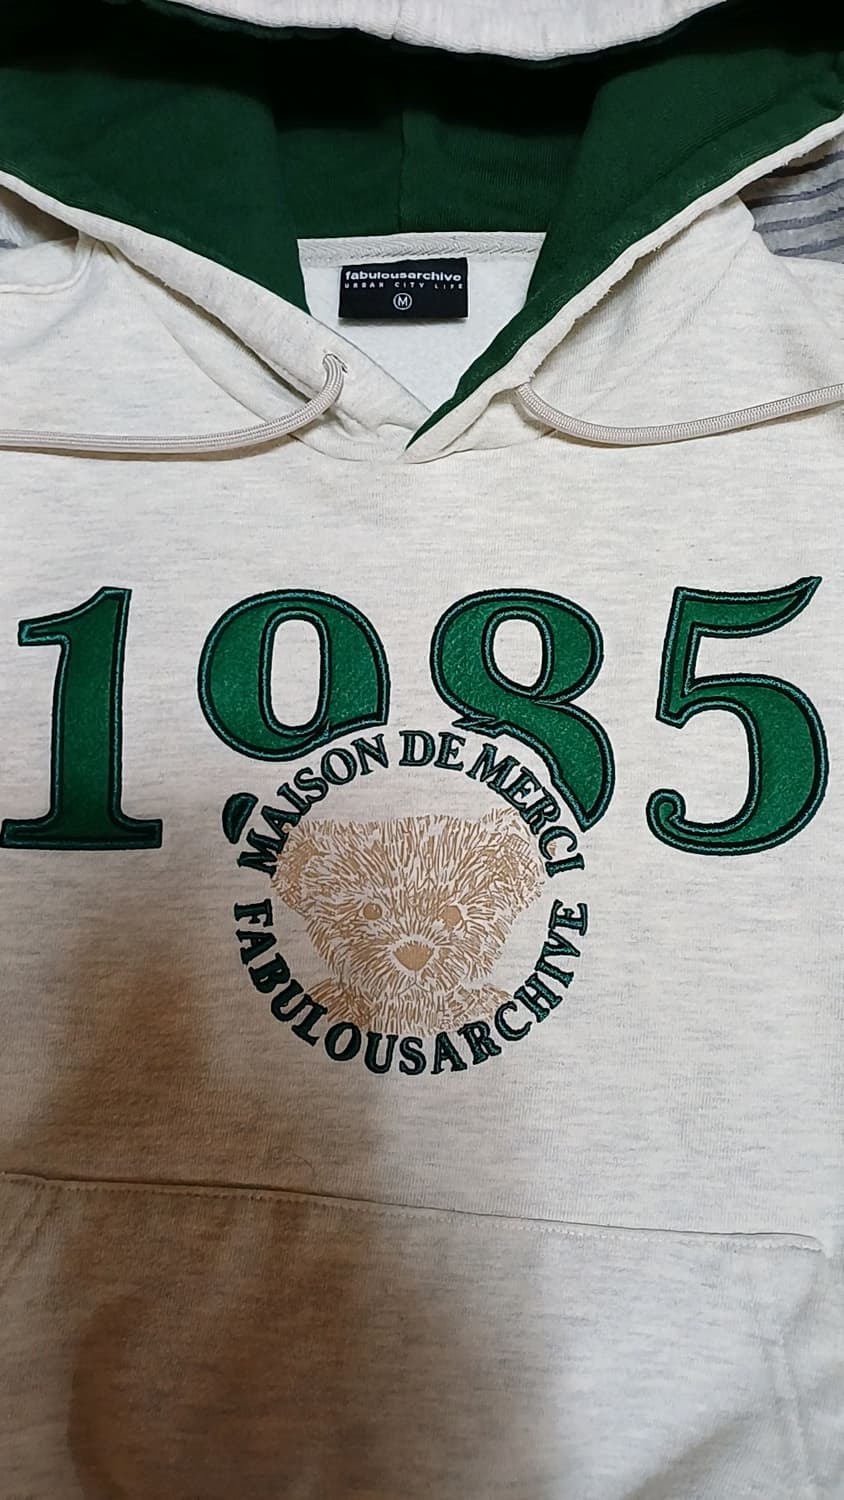 fabulousarchive
URBAN CITY LIFE
M
1985
MAISON DE MERCI
FABULOUSARCHIVE